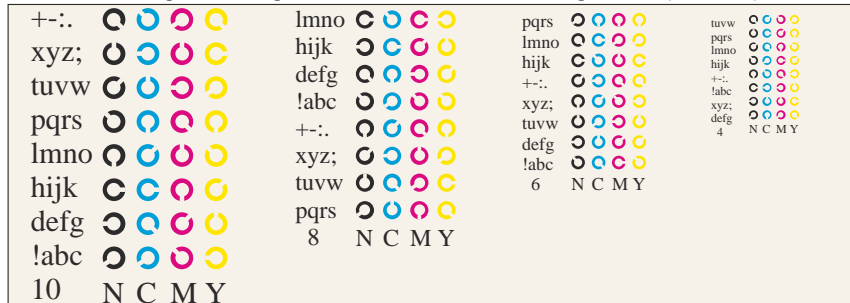 +-:.
xyz;
tuvw
pqrs
lmno
hijk
defg
!abc
10 N C M Y
lmno
hijk
defg
!abc
+-:.
xyz;
tuvw
pqrs
8 N C M Y
pqrs
lmno
hijk
+-:.
xyz;
tuvw
defg
!abc
6 N C M Y
tuvw
pqrs
lmno
hijk
+-:.
!abc
xyz;
defg
4 N C M Y